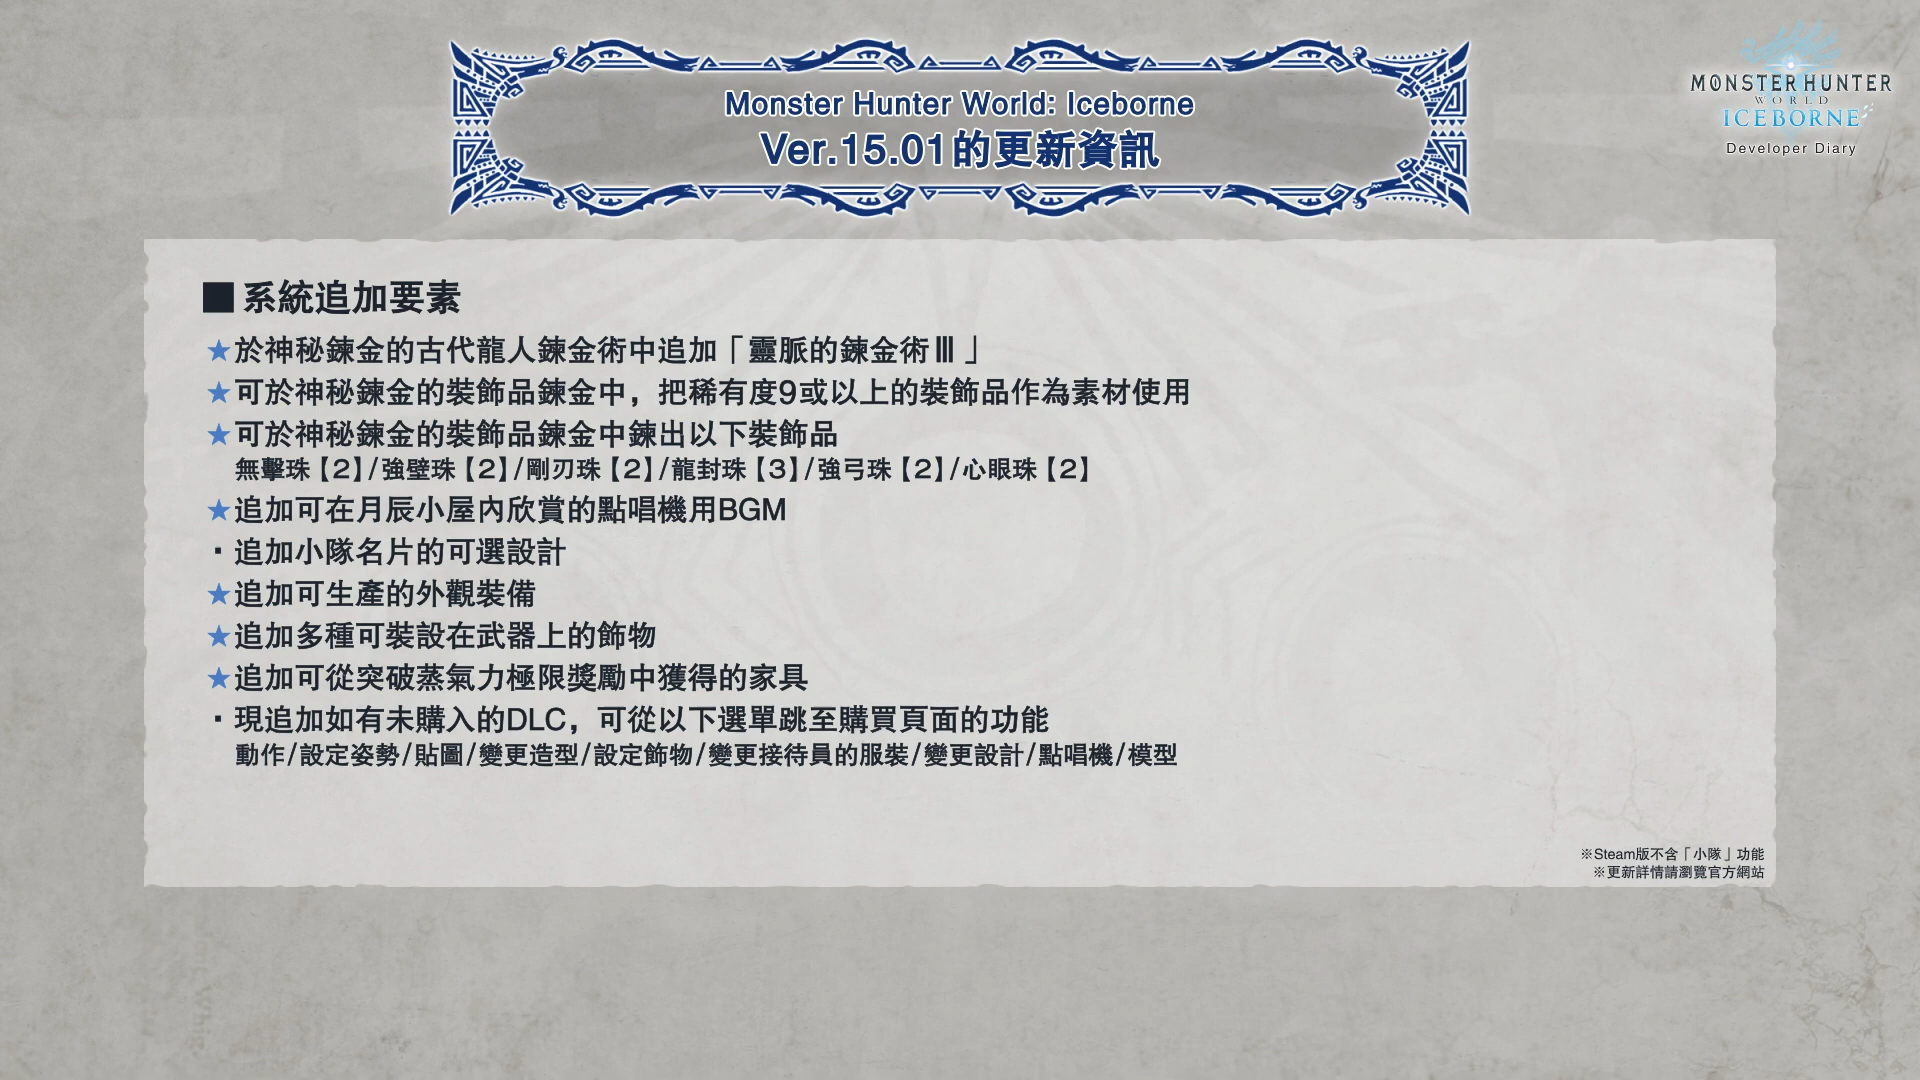 Monster Hunter World: Iceborne
Ver.15.01的更新資訊
MONSTER HUNTER
WORLD
ICEBORNE
Developer Diary
■系統追加要素
★於神秘鍊金的古代龍人鍊金術中追加「靈脈的鍊金術Ⅲ」
★可於神秘鍊金的裝飾品鍊金中，把稀有度9或以上的裝飾品作為素材使用
★可於神秘鍊金的裝飾品鍊金中鍊出以下裝飾品
無擊珠【2】/強壁珠【2】/剛刃珠【2】/龍封珠【3】/強弓珠【2】/心眼珠【2】
★追加可在月辰小屋內欣賞的點唱機用BGM
・追加小隊名片的可選設計
★追加可生產的外觀裝備
★追加多種可裝設在武器上的飾物
★追加可從突破蒸氣力極限獎勵中獲得的家具
・現追加如有未購入的DLC，可從以下選單跳至購買頁面的功能
動作/設定姿勢/貼圖/變更造型/設定飾物/變更接待員的服裝/變更設計/點唱機/模型
※Steam版不含「小隊」功能
※更新詳情請瀏覽官方網站